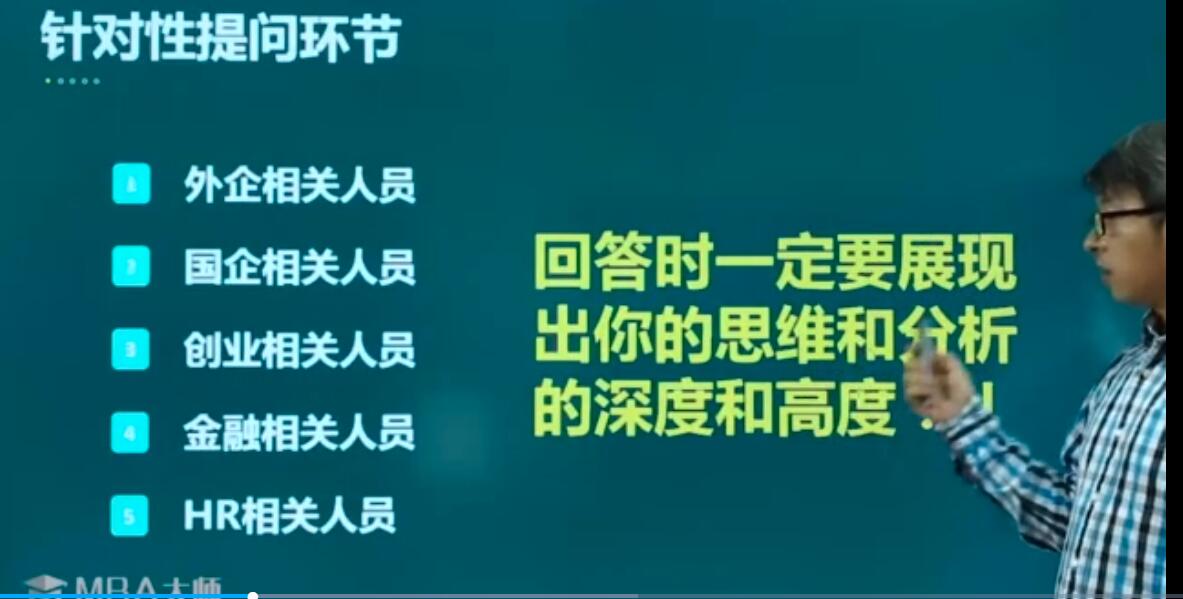 针对性提问环节
1 外企相关人员
2 国企相关人员
3 创业相关人员
4 金融相关人员
5 HR相关人员
回答时一定要展现
出你的思维和分析
的深度和高度！！
MBA大师